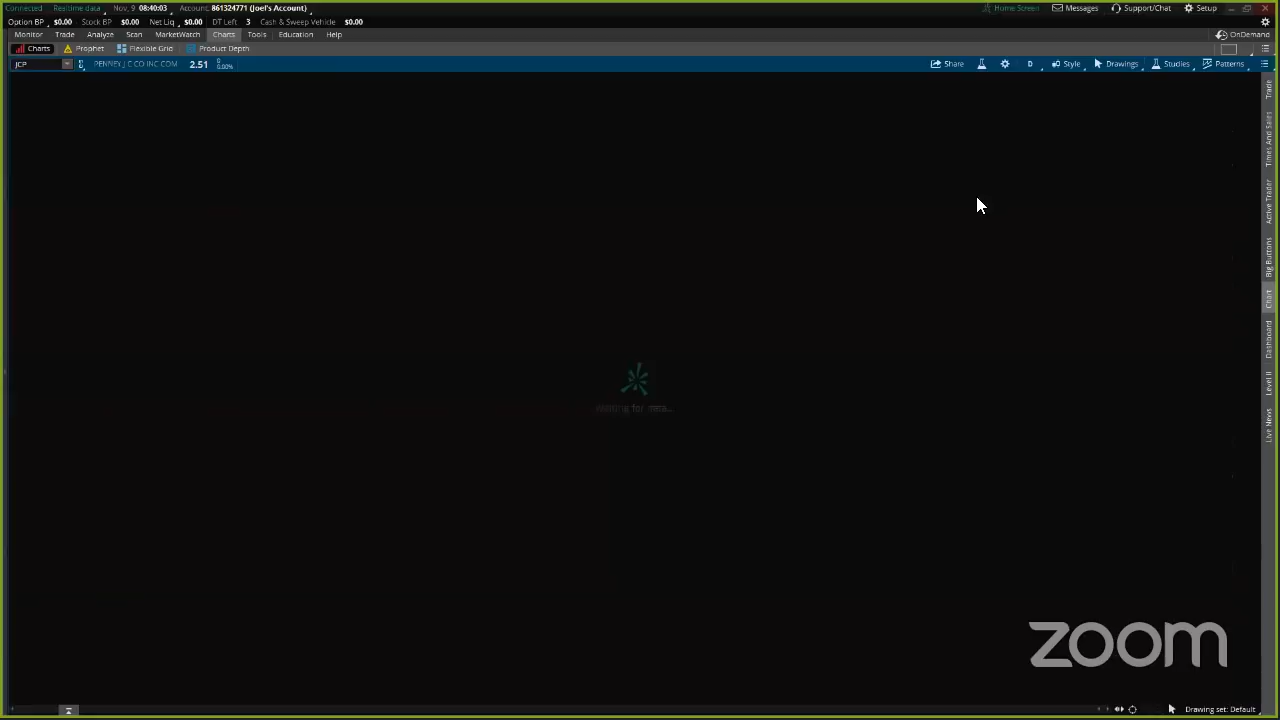 Connected Realtime data Nov, 9 08:40:03 Account: 861324771 (Joel's Account) Home Screen Messages Support/Chat Setup
Option BP $0.00 Stock BP $0.00 Net Liq $0.00 DT Left 3 Cash & Sweep Vehicle $0.00
Monitor Trade Analyze Scan MarketWatch Charts Tools Education Help OnDemand
Charts Prophet Flexible Grid Product Depth
JCP PENNEY J C CO INC COM 2.51 0 0.00% Share D Style Drawings Studies Patterns
Trade
Times And Sales
Active Trader
Big Buttons
Chart
Dashboard
Level II
Live News
zoom
Drawing set: Default